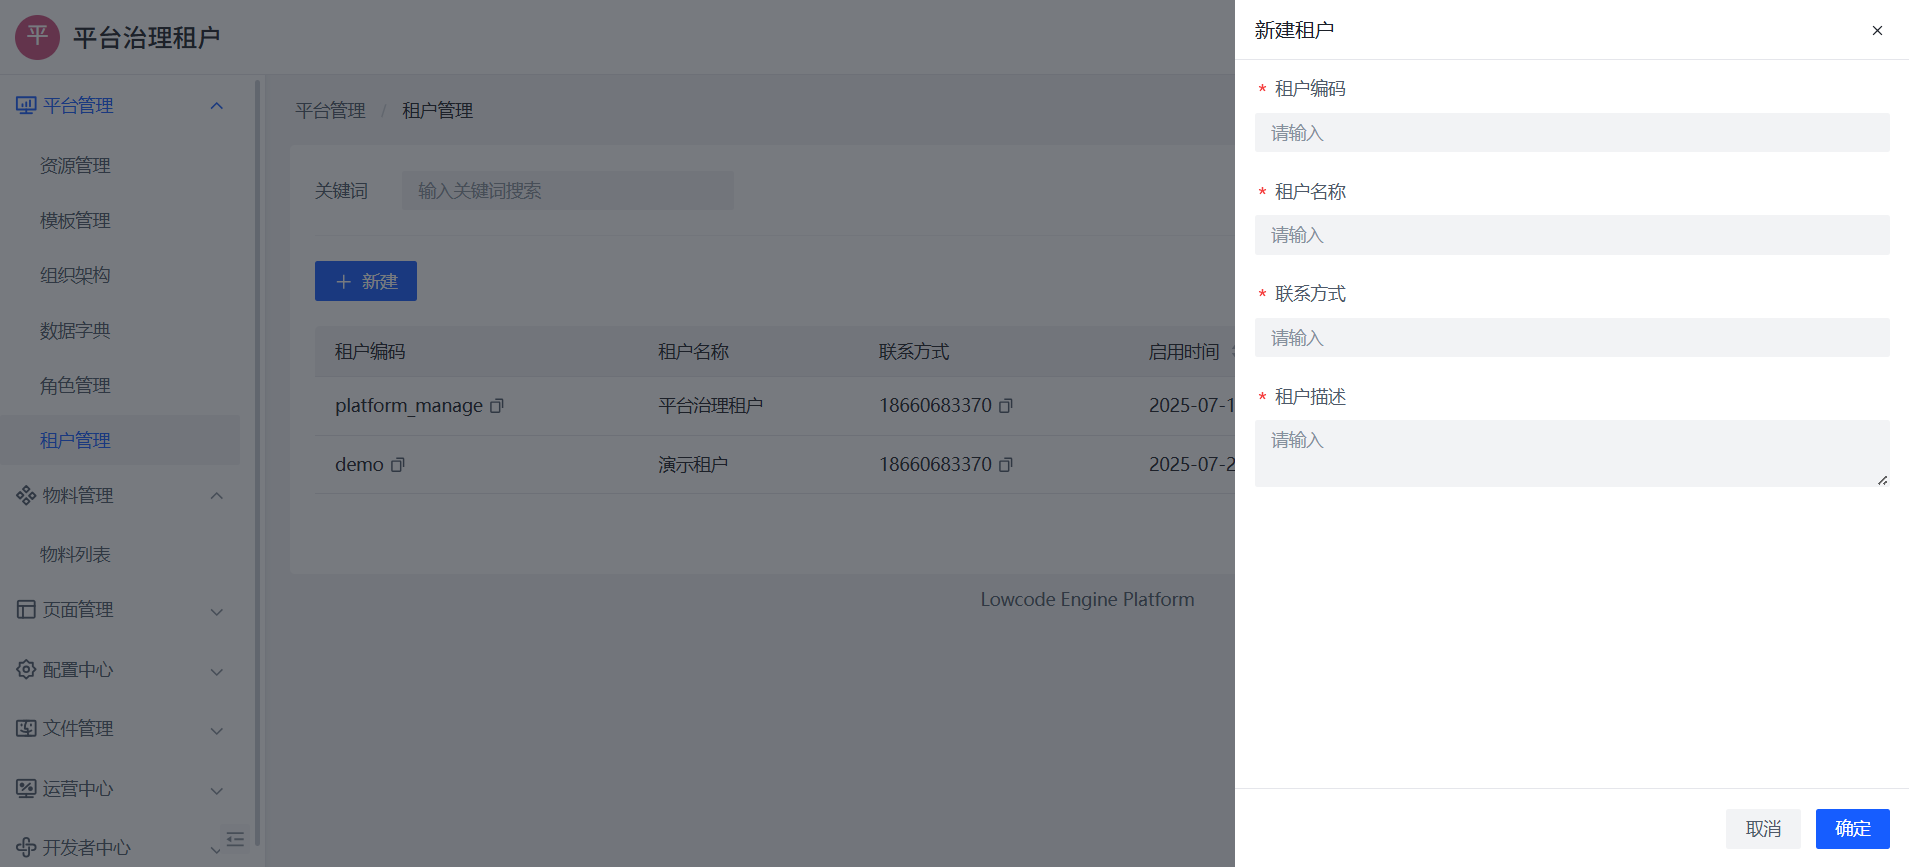 平 平台治理租户
平台管理
资源管理
模板管理
组织架构
数据字典
角色管理
租户管理
物料管理
物料列表
页面管理
配置中心
文件管理
运营中心
开发者中心
平台管理 / 租户管理
关键词 输入关键词搜索
新建
租户编码 租户名称 联系方式 启用时间
platform_manage 平台治理租户 18660683370 2025-07-1
demo 演示租户 18660683370 2025-07-2
Lowcode Engine Platform
新建租户
* 租户编码
请输入
* 租户名称
请输入
* 联系方式
请输入
* 租户描述
请输入
取消 确定